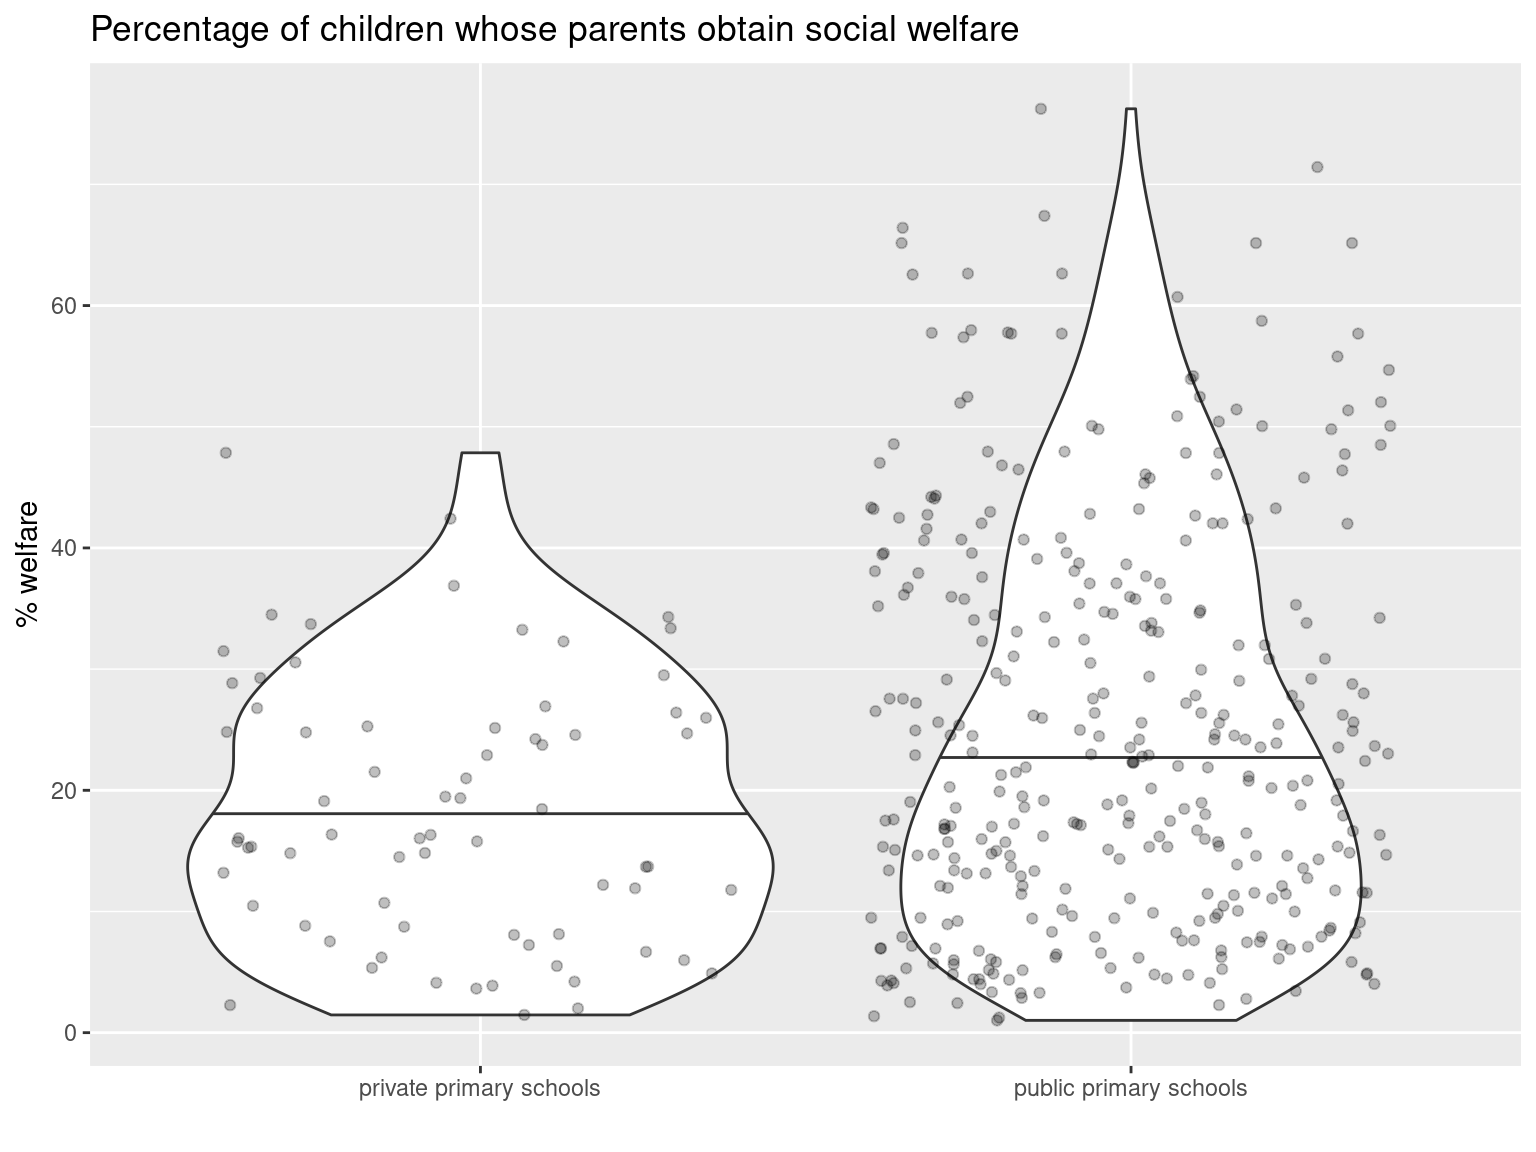 Percentage of children whose parents obtain social welfare
% welfare
60
40
20
0
private primary schools
public primary schools